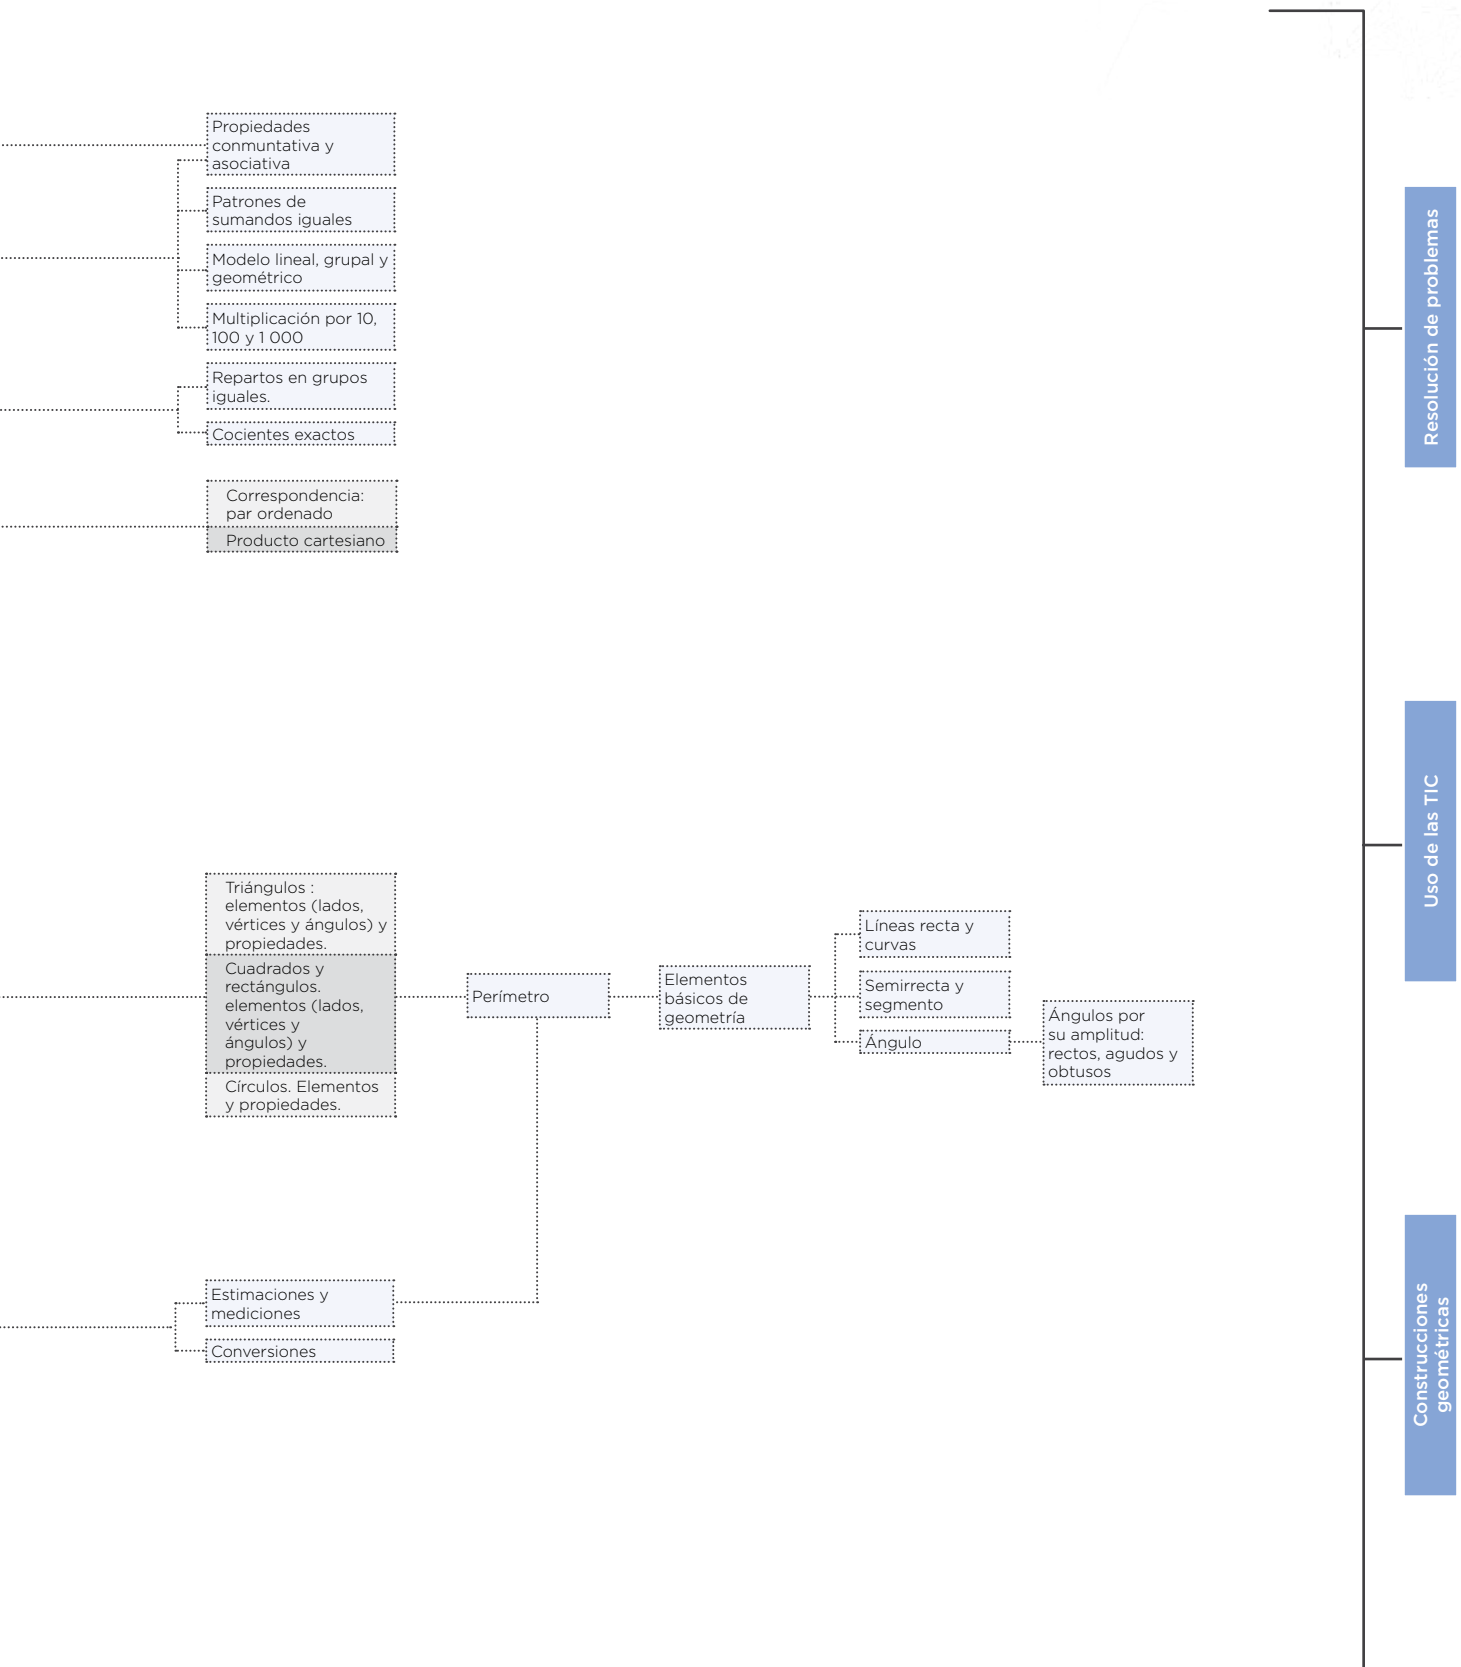 Propiedades
conmuntativa y
asociativa
Patrones de
sumandos iguales
Modelo lineal, grupal y
geométrico
Multiplicación por 10,
100 y 1 000
Repartos en grupos
iguales.
Cocientes exactos
Correspondencia:
par ordenado
Producto cartesiano
Triángulos :
elementos (lados,
vértices y ángulos) y
propiedades.
Cuadrados y
rectángulos.
elementos (lados,
vértices y
ángulos) y
propiedades.
Círculos. Elementos
y propiedades.
Perímetro
Elementos
básicos de
geometría
Líneas recta y
curvas
Semirrecta y
segmento
Ángulo
Ángulos por
su amplitud:
rectos, agudos y
obtusos
Estimaciones y
mediciones
Conversiones
Resolución de problemas
Uso de las TIC
Construcciones
geométricas